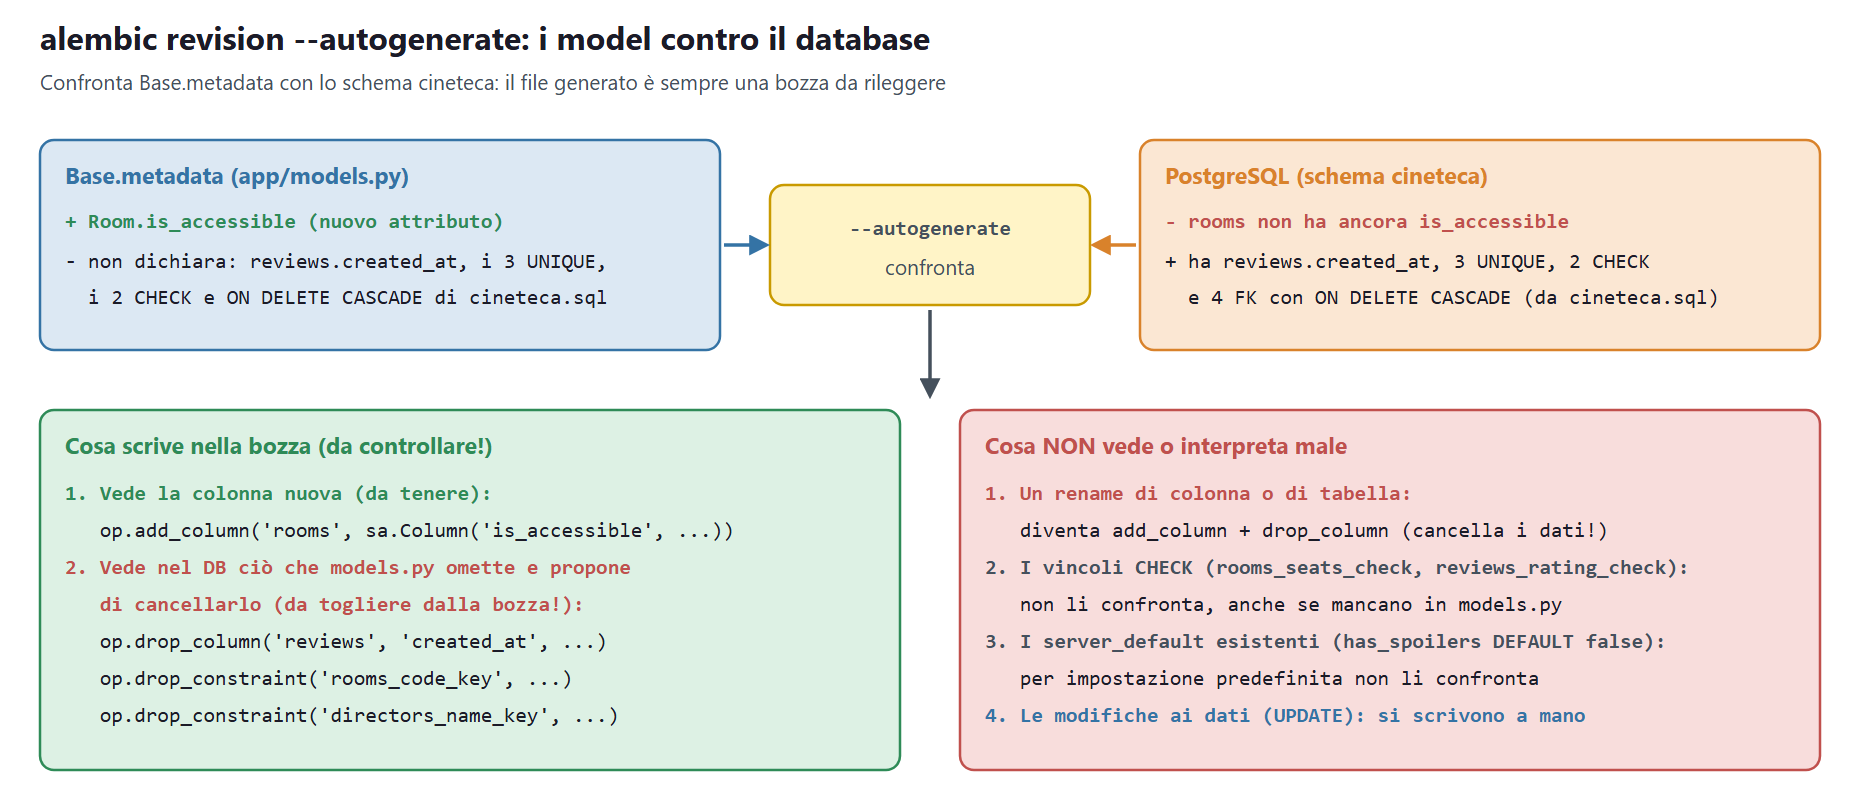 alembic revision --autogenerate: i model contro il database
Confronta Base.metadata con lo schema cineteca: il file generato è sempre una bozza da rileggere
Base.metadata (app/models.py)
+ Room.is_accessible (nuovo attributo)
- non dichiara: reviews.created_at, i 3 UNIQUE,
i 2 CHECK e ON DELETE CASCADE di cineteca.sql
--autogenerate
confronta
PostgreSQL (schema cineteca)
- rooms non ha ancora is_accessible
+ ha reviews.created_at, 3 UNIQUE, 2 CHECK
e 4 FK con ON DELETE CASCADE (da cineteca.sql)
Cosa scrive nella bozza (da controllare!)
1. Vede la colonna nuova (da tenere):
op.add_column('rooms', sa.Column('is_accessible', ...))
2. Vede nel DB ciò che models.py omette e propone
di cancellarlo (da togliere dalla bozza!):
op.drop_column('reviews', 'created_at', ...)
op.drop_constraint('rooms_code_key', ...)
op.drop_constraint('directors_name_key', ...)
Cosa NON vede o interpreta male
1. Un rename di colonna o di tabella:
diventa add_column + drop_column (cancella i dati!)
2. I vincoli CHECK (rooms_seats_check, reviews_rating_check):
non li confronta, anche se mancano in models.py
3. I server_default esistenti (has_spoilers DEFAULT false):
per impostazione predefinita non li confronta
4. Le modifiche ai dati (UPDATE): si scrivono a mano